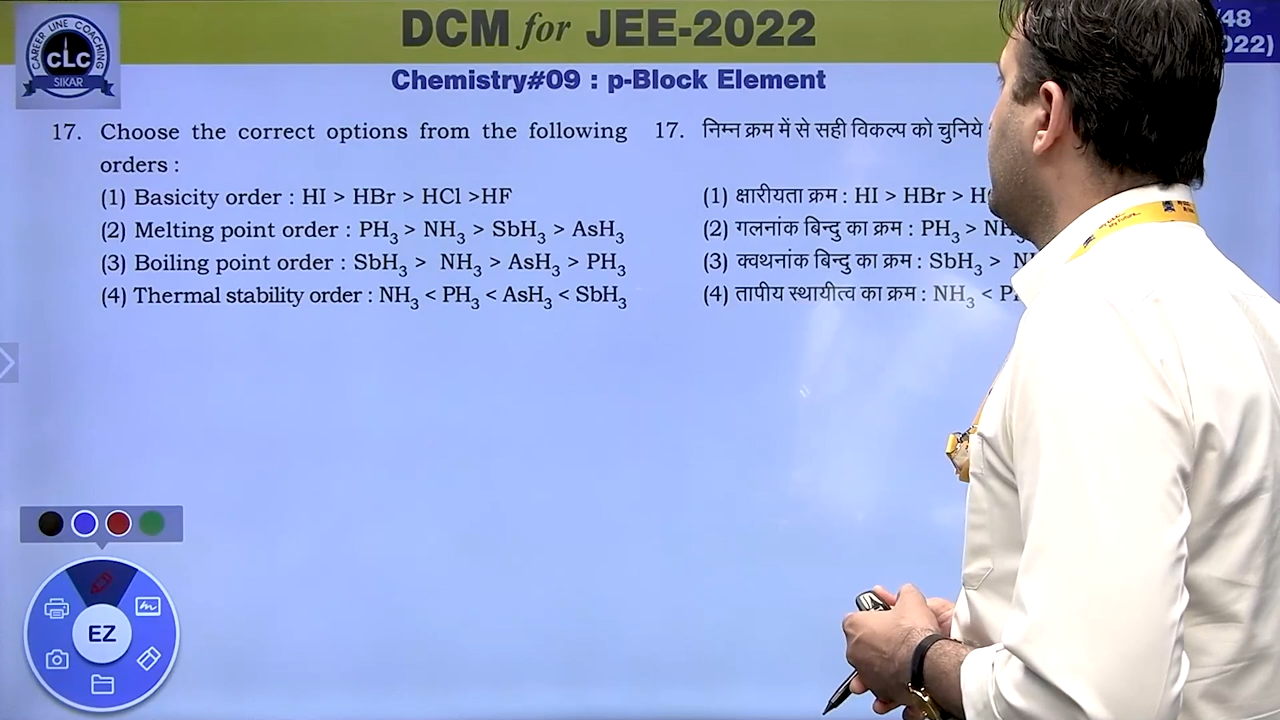 CAREER LINE COACHING
CLC
SIKAR
DCM for JEE-2022
/48
022)
Chemistry#09 : p-Block Element
17. Choose the correct options from the following
orders :
(1) Basicity order : HI > HBr > HCl >HF
(2) Melting point order : PH₃ > NH₃ > SbH₃ > AsH₃
(3) Boiling point order : SbH₃ > NH₃ > AsH₃ > PH₃
(4) Thermal stability order : NH₃ < PH₃ < AsH₃ < SbH₃
17. निम्न क्रम में से सही विकल्प को चुनिये
(1) क्षारीयता क्रम : HI > HBr >
(2) गलनांक बिन्दु का क्रम : PH₃ >
(3) क्वथनांक बिन्दु का क्रम : SbH₃ >
(4) तापीय स्थायीत्व का क्रम : NH₃ <
EZ